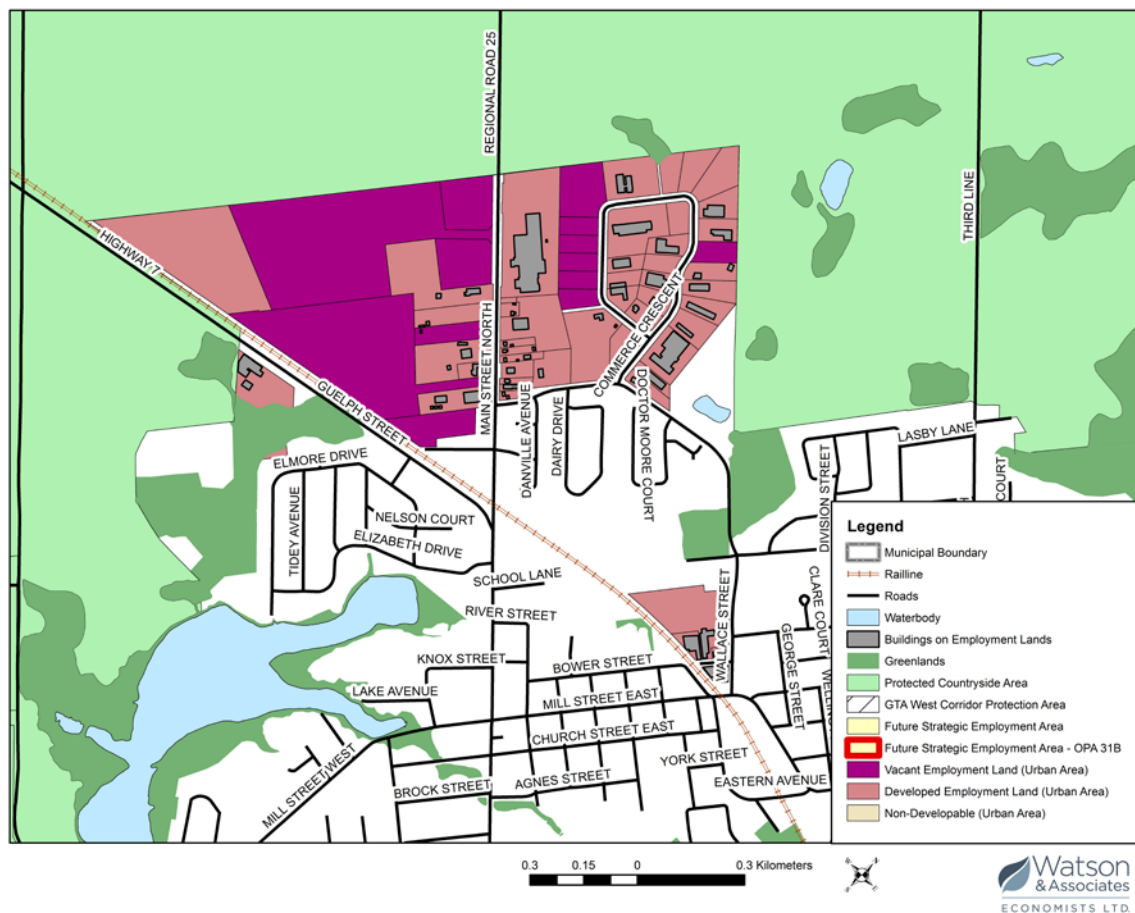 REGIONAL ROAD 25
THIRD LINE
HIGHWAY 7
GUELPH STREET
MAIN STREET NORTH
COMMERCE CRESCENT
DANVILLE AVENUE
DAIRY DRIVE
DOCTOR MOORE COURT
LASBY LANE
DIVISION STREET
COURT
ELMORE DRIVE
TIDEY AVENUE
NELSON COURT
ELIZABETH DRIVE
SCHOOL LANE
RIVER STREET
KNOX STREET
BOWER STREET
WALLACE STREET
CLARE COURT
GEORGE STREET
LAKE AVENUE
MILL STREET EAST
CHURCH STREET EAST
YORK STREET
MILL STREET WEST
BROCK STREET
AGNES STREET
EASTERN AVENUE
Legend
Municipal Boundary
Railline
Roads
Waterbody
Buildings on Employment Lands
Greenlands
Protected Countryside Area
GTA West Corridor Protection Area
Future Strategic Employment Area
Future Strategic Employment Area - OPA 31B
Vacant Employment Land (Urban Area)
Developed Employment Land (Urban Area)
Non-Developable (Urban Area)
0.3 0.15 0 0.3 Kilometers
Watson
& Associates
ECONOMISTS LTD.